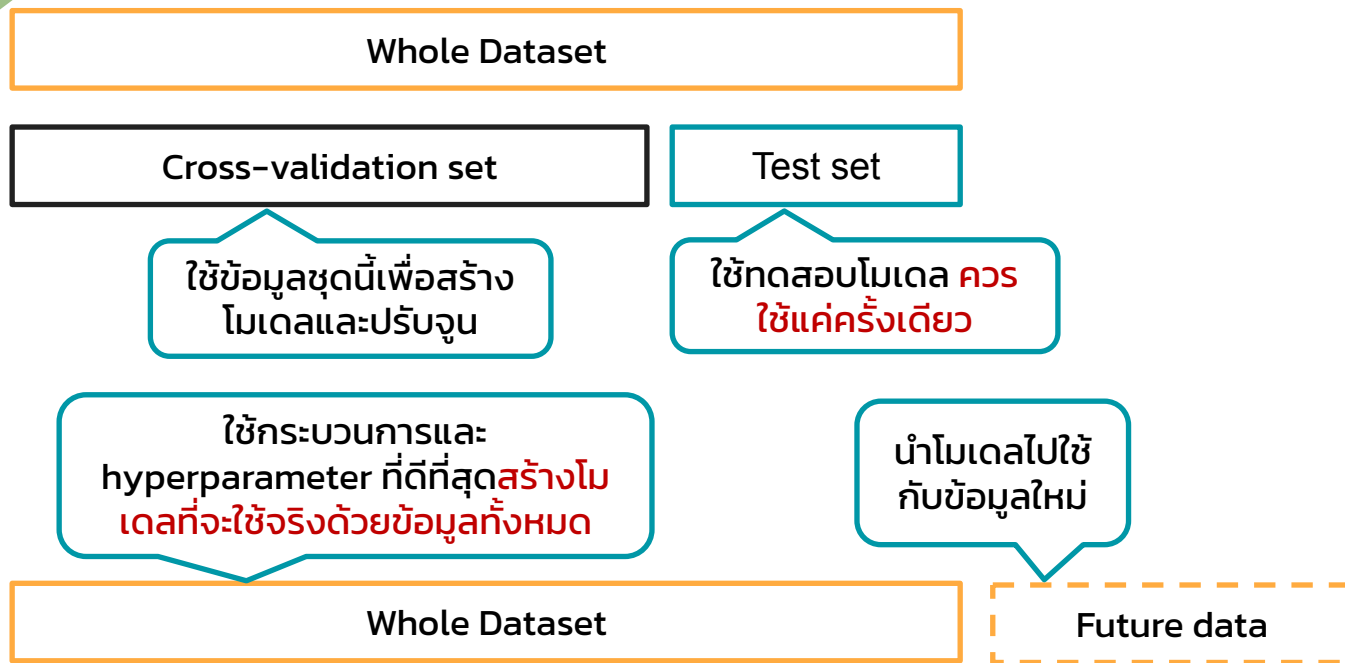 Whole Dataset
Cross-validation set
Test set
ใช้ข้อมูลชุดนี้เพื่อสร้าง
โมเดลและปรับจูน
ใช้ทดสอบโมเดล ควร
ใช้แค่ครั้งเดียว
ใช้กระบวนการและ
hyperparameter ที่ดีที่สุดสร้างโม
เดลที่จะใช้จริงด้วยข้อมูลทั้งหมด
นำโมเดลไปใช้
กับข้อมูลใหม่
Whole Dataset
Future data